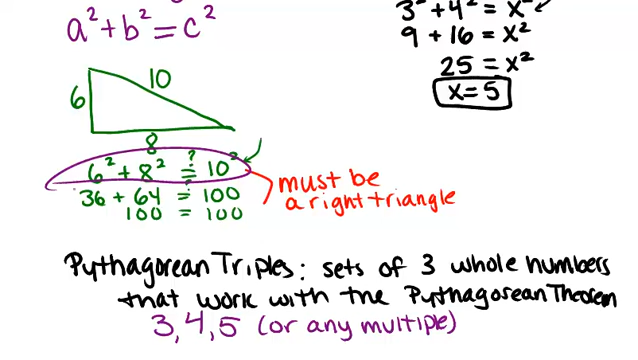 a² + b² = c²
3² + 4² = x²
9 + 16 = x²
25 = x²
x = 5
10
6
8
6² + 8² ≟ 10²
36 + 64 ≟ 100
100 = 100
must be
a right triangle
Pythagorean Triples: sets of 3 whole numbers
that work with the Pythagorean Theorem
3, 4, 5 (or any multiple)